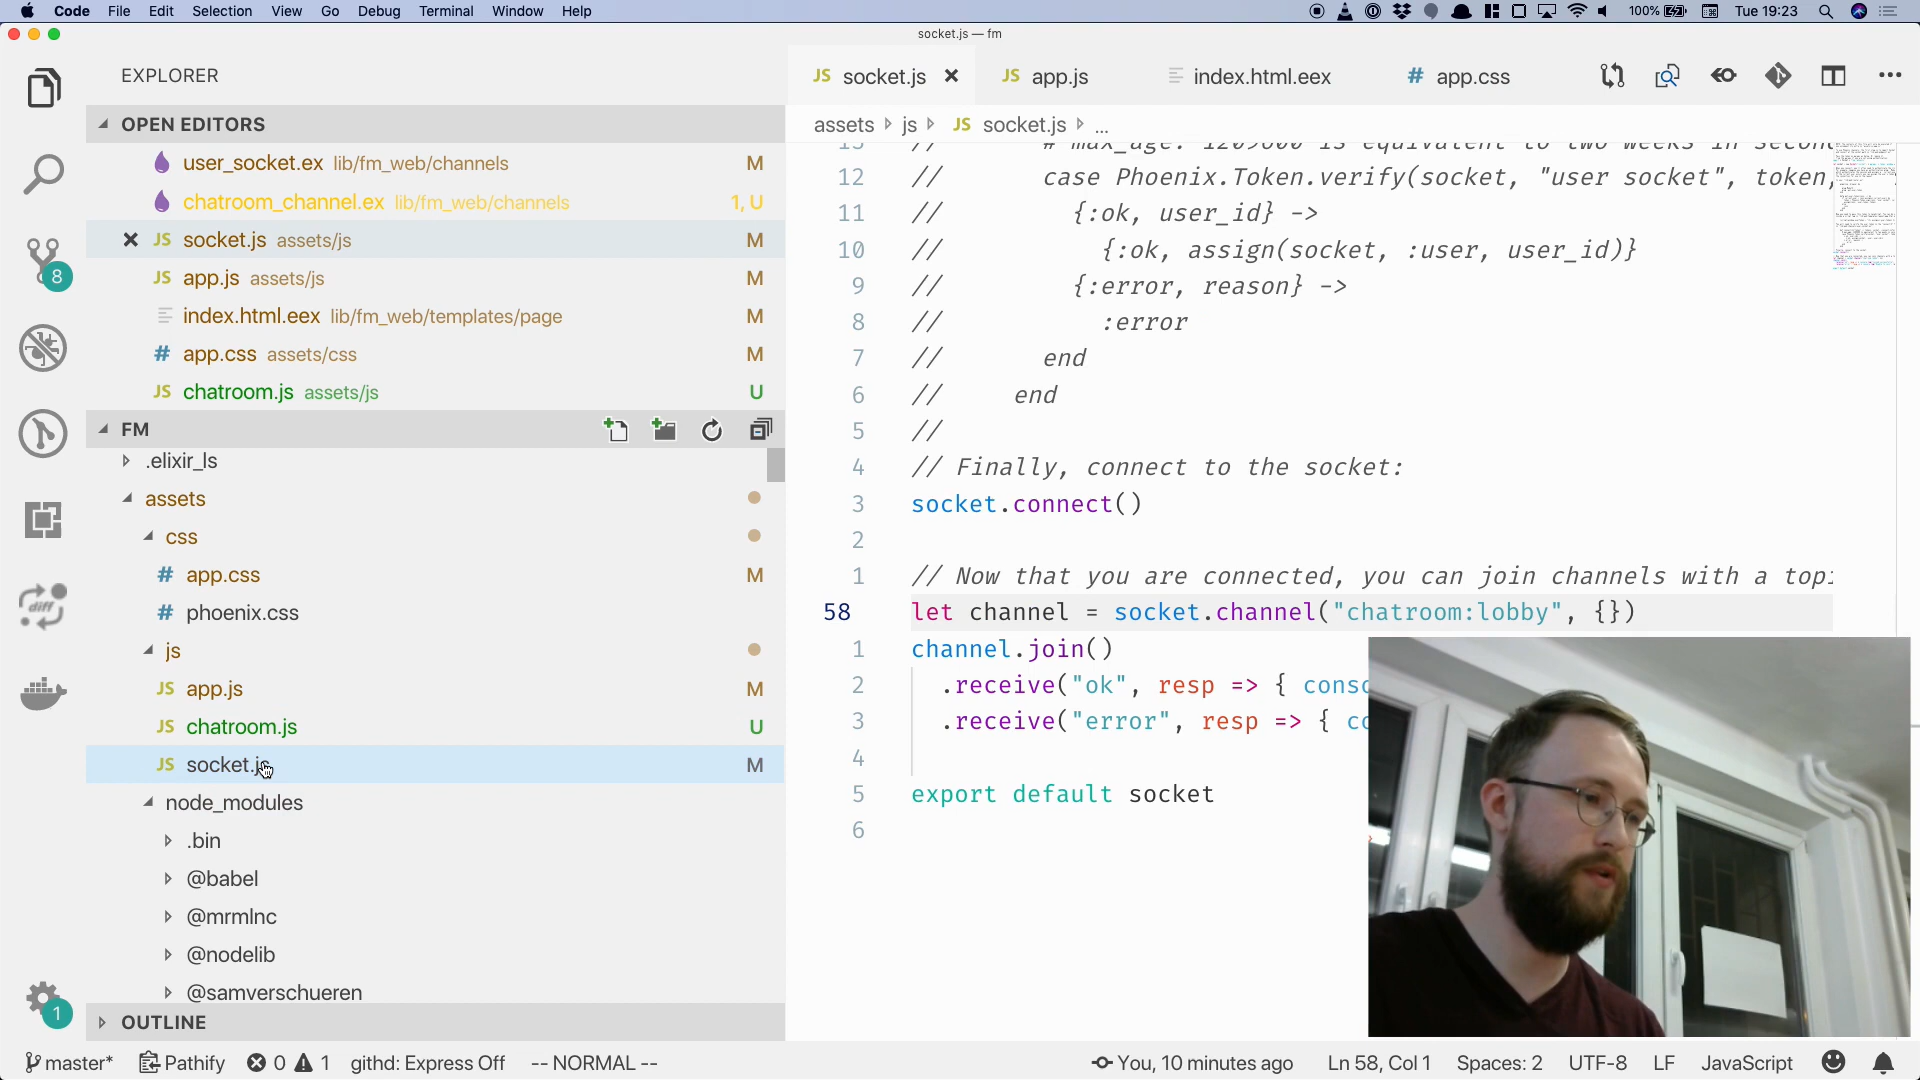 Code File Edit Selection View Go Debug Terminal Window Help 100% Tue 19:23
socket.js — fm
EXPLORER
JS socket.js JS app.js index.html.eex # app.css
OPEN EDITORS
assets js JS socket.js ...
user_socket.ex lib/fm_web/channels M
chatroom_channel.ex lib/fm_web/channels 1, U
JS socket.js assets/js M
JS app.js assets/js M
index.html.eex lib/fm_web/templates/page M
# app.css assets/css M
JS chatroom.js assets/js U
8
FM
.elixir_ls
assets
css
# app.css M
# phoenix.css
js
JS app.js M
JS chatroom.js U
JS socket.js M
node_modules
.bin
@babel
@mrmlnc
@nodelib
@samverschueren
OUTLINE
diff
1
13 // # max_age: 1209600 is equivalent to two weeks in
12 // case Phoenix.Token.verify(socket, "user socket", token,
11 // {:ok, user_id} ->
10 // {:ok, assign(socket, :user, user_id)}
9 // {:error, reason} ->
8 // :error
7 // end
6 // end
5 //
4 // Finally, connect to the socket:
3 socket.connect()
2
1 // Now that you are connected, you can join channels with a
58 let channel = socket.channel("chatroom:lobby", {})
1 channel.join()
2 .receive("ok", resp => {
3 .receive("error", resp => {
4
5 export default socket
6
master* Pathify 0 1 githd: Express Off -- NORMAL -- You, 10 minutes ago Ln 58, Col 1 Spaces: 2 UTF-8 LF JavaScript